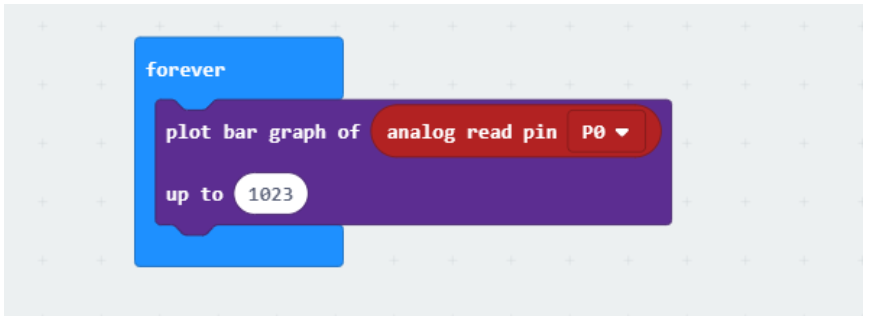 forever
plot bar graph of analog read pin P0
up to 1023